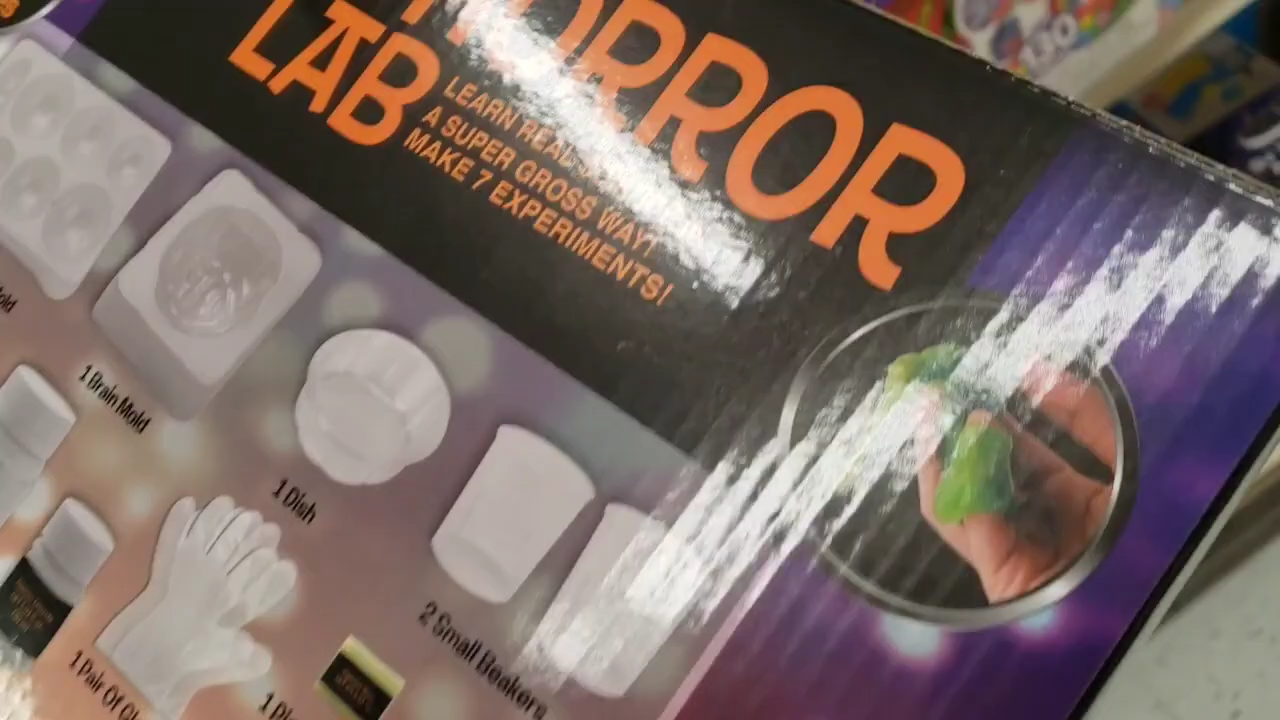 HORROR
LAB
LEARN REAL
A SUPER GROSS WAY!
MAKE 7 EXPERIMENTS!
1 Brain Mold
1 Dish
2 Small Beakers
1 Pair Of
130